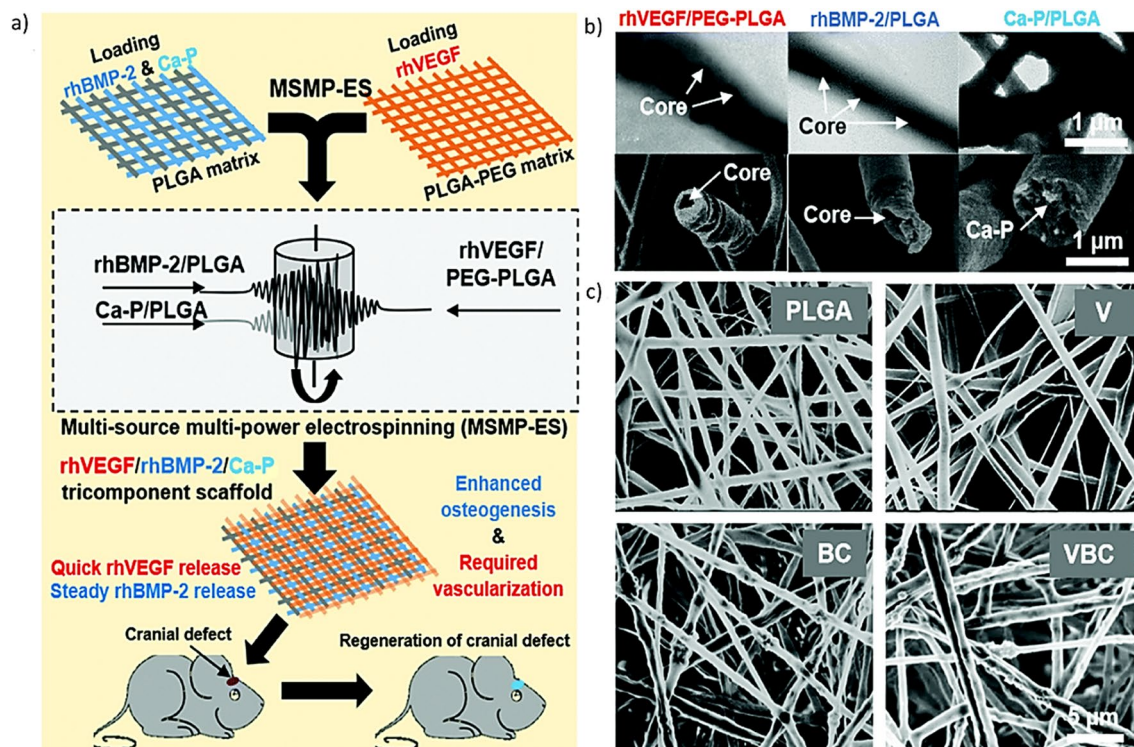 a)
Loading
rhBMP-2 & Ca-P
PLGA matrix
MSMP-ES
Loading
rhVEGF
PLGA-PEG matrix
rhBMP-2/PLGA
Ca-P/PLGA
rhVEGF/
PEG-PLGA
Multi-source multi-power electrospinning (MSMP-ES)
rhVEGF/rhBMP-2/Ca-P
tricomponent scaffold
Enhanced
osteogenesis
&
Required
vascularization
Quick rhVEGF release
Steady rhBMP-2 release
Cranial defect
Regeneration of cranial defect
b)
rhVEGF/PEG-PLGA
rhBMP-2/PLGA
Ca-P/PLGA
Core
Core
1 µm
Core
Core
Ca-P
1 µm
c)
PLGA
V
BC
VBC
5 µm